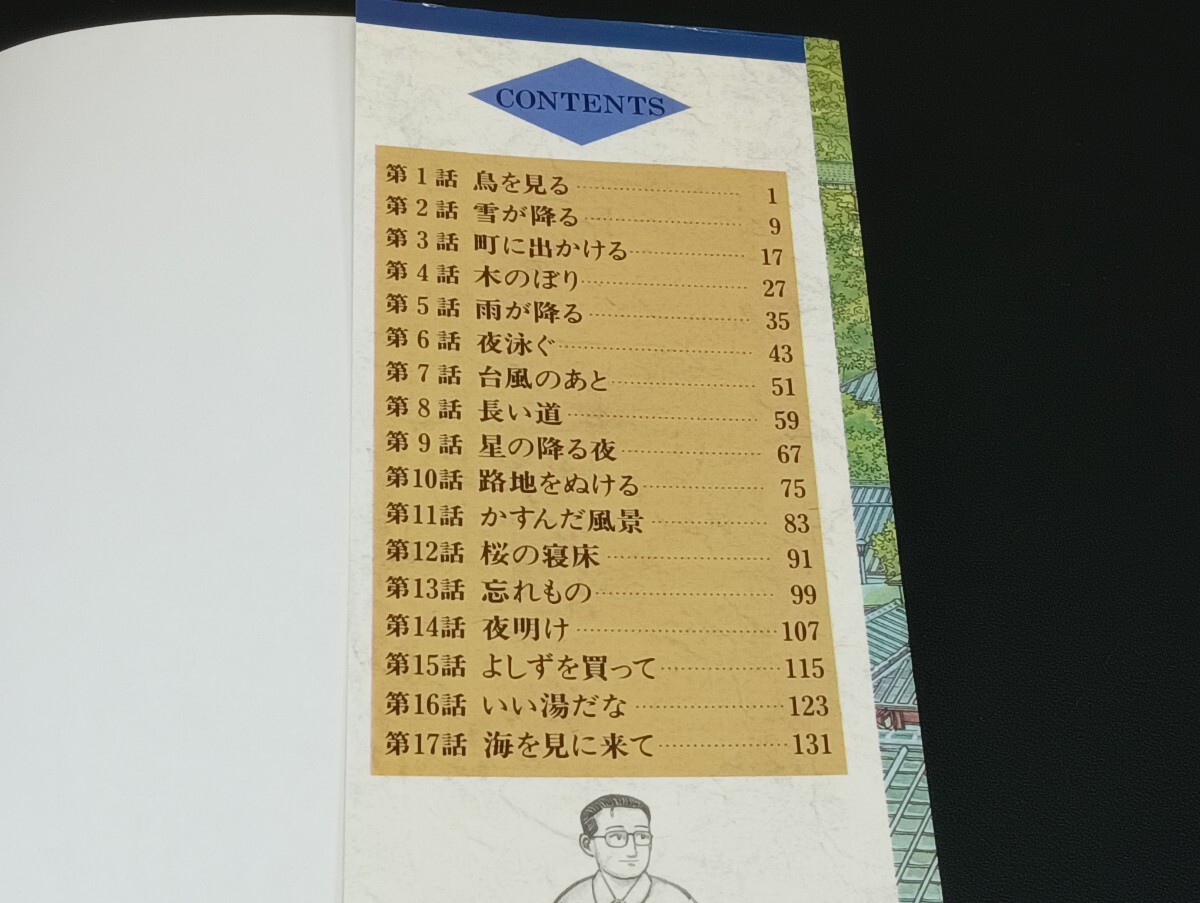 CONTENTS
第1話 鳥を見る…………………… 1
第2話 雪が降る…………………… 9
第3話 町に出かける…………………… 17
第4話 木のぼり…………………… 27
第5話 雨が降る…………………… 35
第6話 夜泳ぐ…………………… 43
第7話 台風のあと…………………… 51
第8話 長い道…………………… 59
第9話 星の降る夜…………………… 67
第10話 路地をぬける…………………… 75
第11話 かすんだ風景…………………… 83
第12話 桜の寝床…………………… 91
第13話 忘れもの…………………… 99
第14話 夜明け…………………… 107
第15話 よしずを買って…………………… 115
第16話 いい湯だな…………………… 123
第17話 海を見に来て…………………… 131